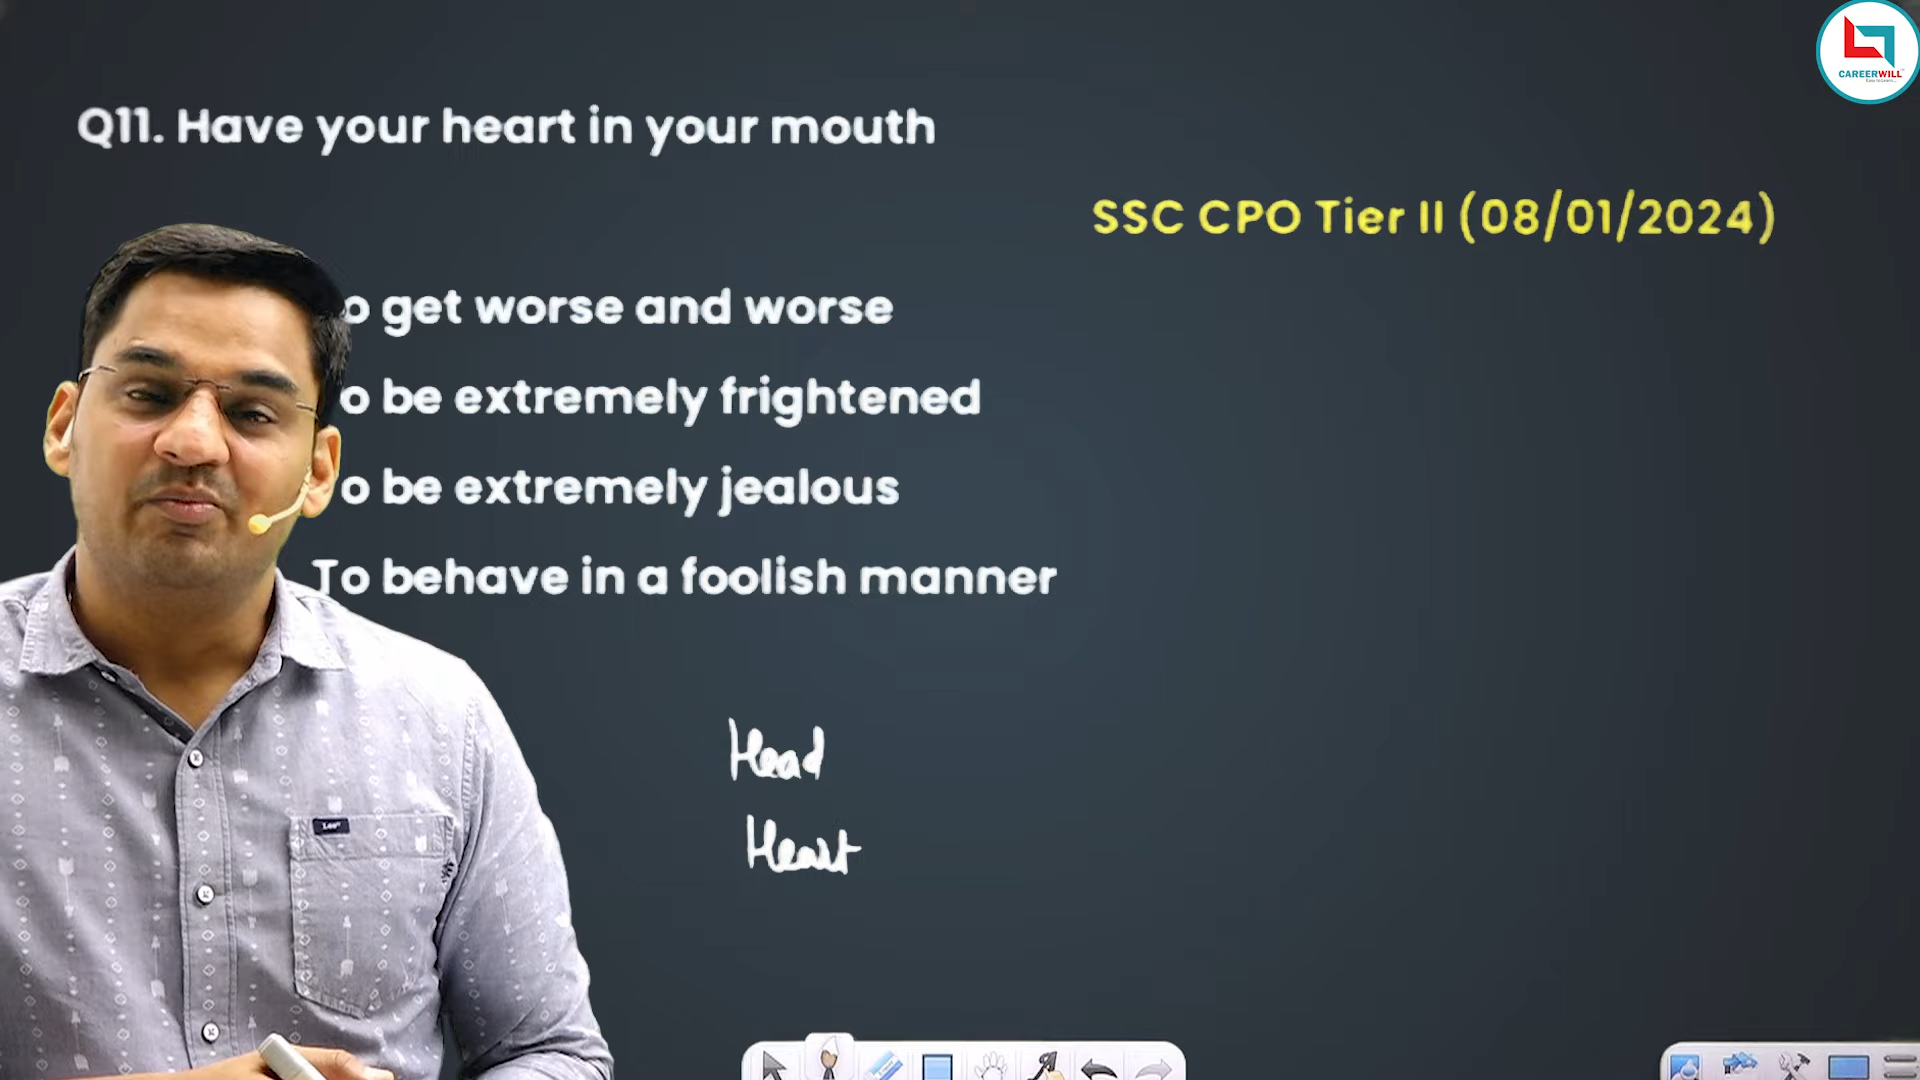 CAREERWILL
Q11. Have your heart in your mouth
SSC CPO Tier II (08/01/2024)
o get worse and worse
o be extremely frightened
o be extremely jealous
To behave in a foolish manner
Head
Heart
Lee